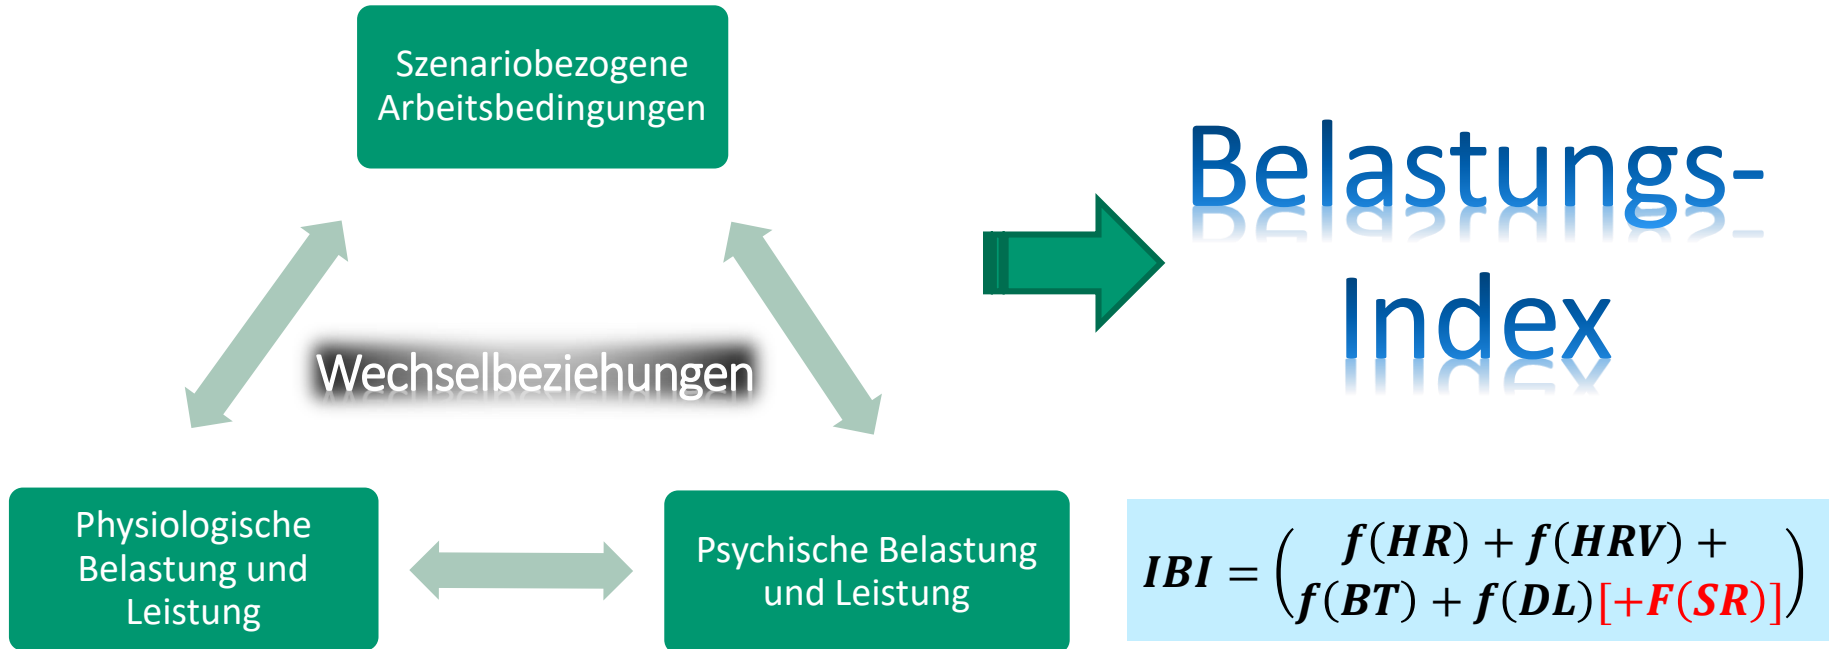 Szenariobezogene
Arbeitsbedingungen
Belastungs-
Index
Wechselbeziehungen
Physiologische
Belastung und
Leistung
Psychische Belastung
und Leistung
IBI = (f(HR) + f(HRV) +
f(BT) + f(DL)[+F(SR)])